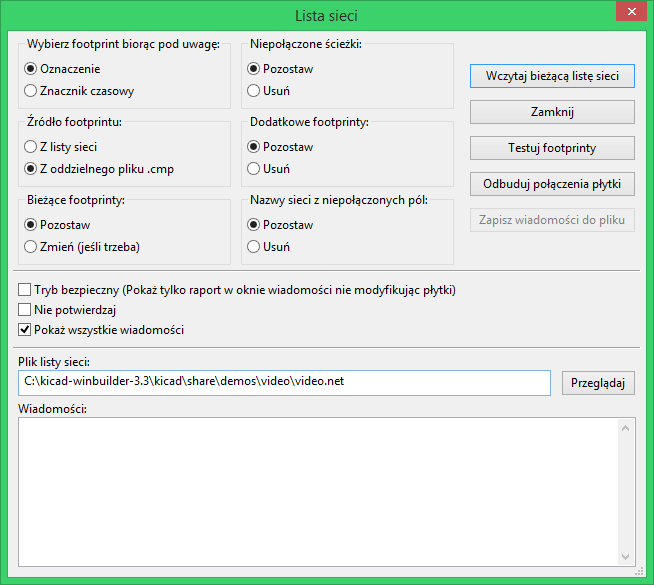 Lista sieci
Wybierz footprint biorąc pod uwagę:
Oznaczenie
Znacznik czasowy
Niepołączone ścieżki:
Pozostaw
Usuń
Źródło footprintu:
Z listy sieci
Z oddzielnego pliku .cmp
Dodatkowe footprinty:
Pozostaw
Usuń
Bieżące footprinty:
Pozostaw
Zmień (jeśli trzeba)
Nazwy sieci z niepołączonych pól:
Pozostaw
Usuń
Wczytaj bieżącą listę sieci
Zamknij
Testuj footprinty
Odbuduj połączenia płytki
Zapisz wiadomości do pliku
Tryb bezpieczny (Pokaż tylko raport w oknie wiadomości nie modyfikując płytki)
Nie potwierdzaj
Pokaż wszystkie wiadomości
Plik listy sieci:
C:\kicad-winbuilder-3.3\kicad\share\demos\video\video.net
Przeglądaj
Wiadomości: